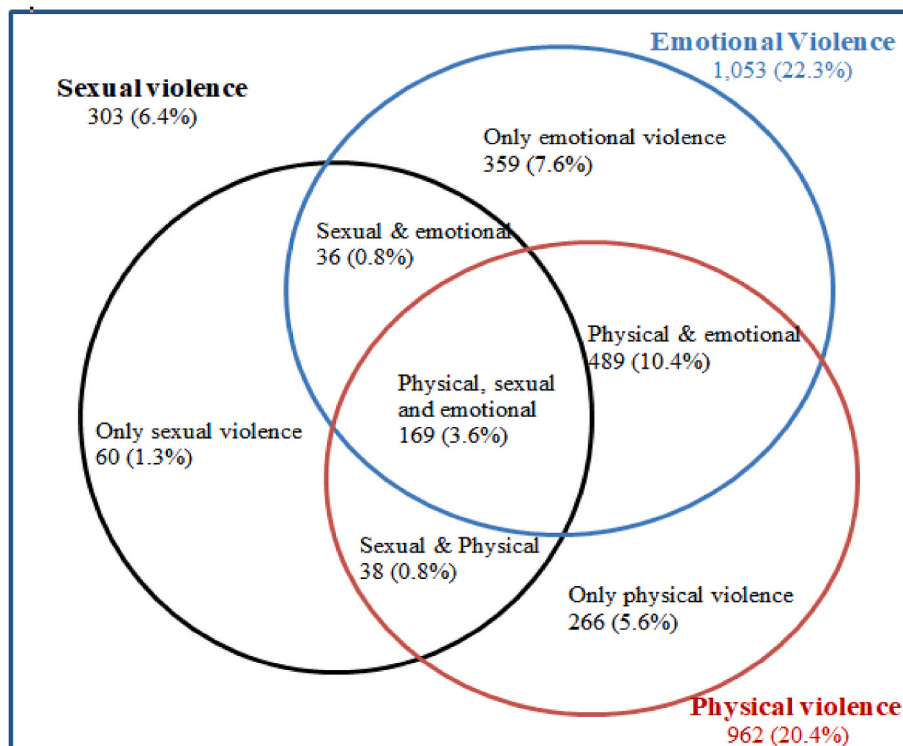 Emotional Violence
1,053 (22.3%)
Sexual violence
303 (6.4%)
Only emotional violence
359 (7.6%)
Sexual & emotional
36 (0.8%)
Physical & emotional
489 (10.4%)
Physical, sexual
and emotional
169 (3.6%)
Only sexual violence
60 (1.3%)
Sexual & Physical
38 (0.8%)
Only physical violence
266 (5.6%)
Physical violence
962 (20.4%)